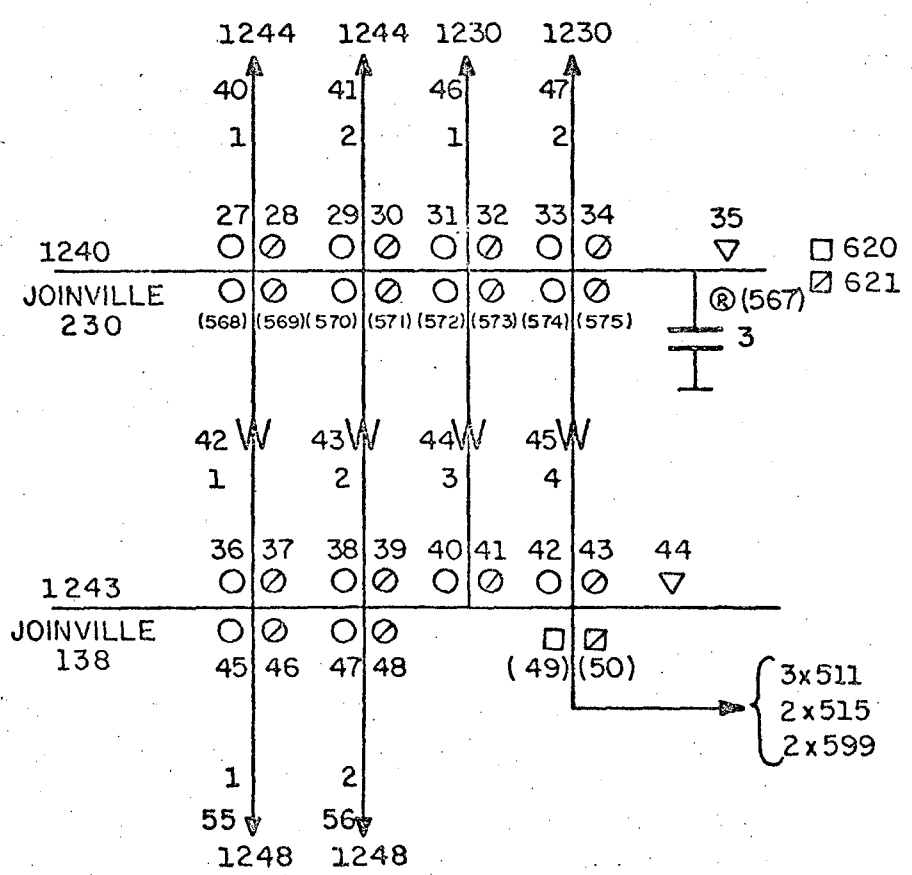 1244 1244 1230 1230
40 41 46 47
1 2 1 2
27 28 29 30 31 32 33 34 35
1240 620
JOINVILLE 230 ® (567) 621
(568) (569) (570) (571) (572) (573) (574) (575) 3
42 43 44 45
1 2 3 4
36 37 38 39 40 41 42 43 44
1243
JOINVILLE
138
45 46 47 48 (49) (50)
3x511
2x515
2x599
1 2
55 56
1248 1248